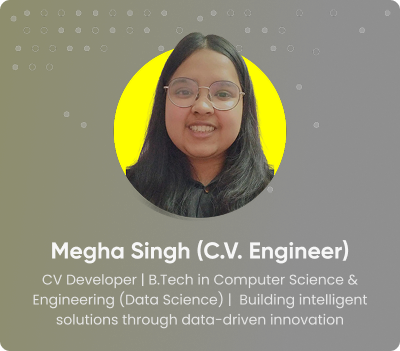 Megha Singh (C.V. Engineer)
CV Developer | B.Tech in Computer Science &
Engineering (Data Science) | Building intelligent
solutions through data-driven innovation